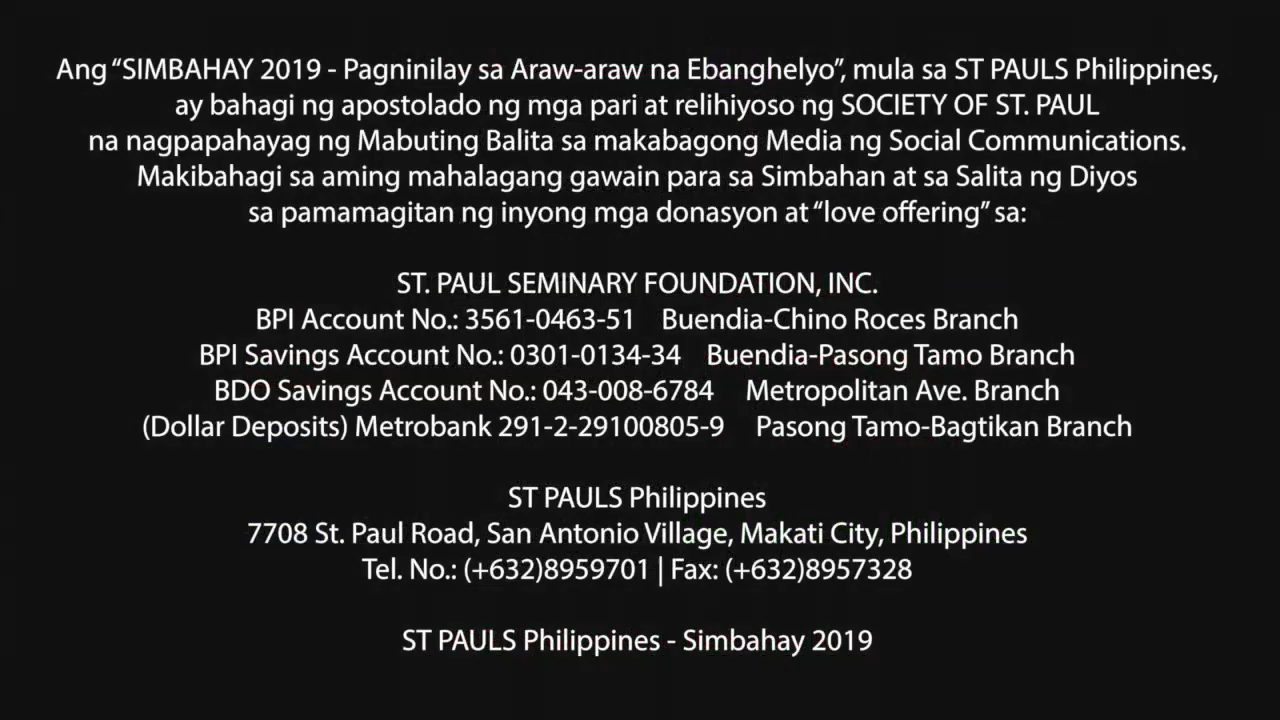 Ang “SIMBAHAY 2019 - Pagninilay sa Araw-araw na Ebanghelyo”, mula sa ST PAULS Philippines,
ay bahagi ng apostolado ng mga pari at relihiyoso ng SOCIETY OF ST. PAUL
na nagpapahayag ng Mabuting Balita sa makabagong Media ng Social Communications.
Makibahagi sa aming mahalagang gawain para sa Simbahan at sa Salita ng Diyos
sa pamamagitan ng inyong mga donasyon at “love offering” sa:
ST. PAUL SEMINARY FOUNDATION, INC.
BPI Account No.: 3561-0463-51 Buendia-Chino Roces Branch
BPI Savings Account No.: 0301-0134-34 Buendia-Pasong Tamo Branch
BDO Savings Account No.: 043-008-6784 Metropolitan Ave. Branch
(Dollar Deposits) Metrobank 291-2-29100805-9 Pasong Tamo-Bagtikan Branch
ST PAULS Philippines
7708 St. Paul Road, San Antonio Village, Makati City, Philippines
Tel. No.: (+632)8959701 | Fax: (+632)8957328
ST PAULS Philippines - Simbahay 2019